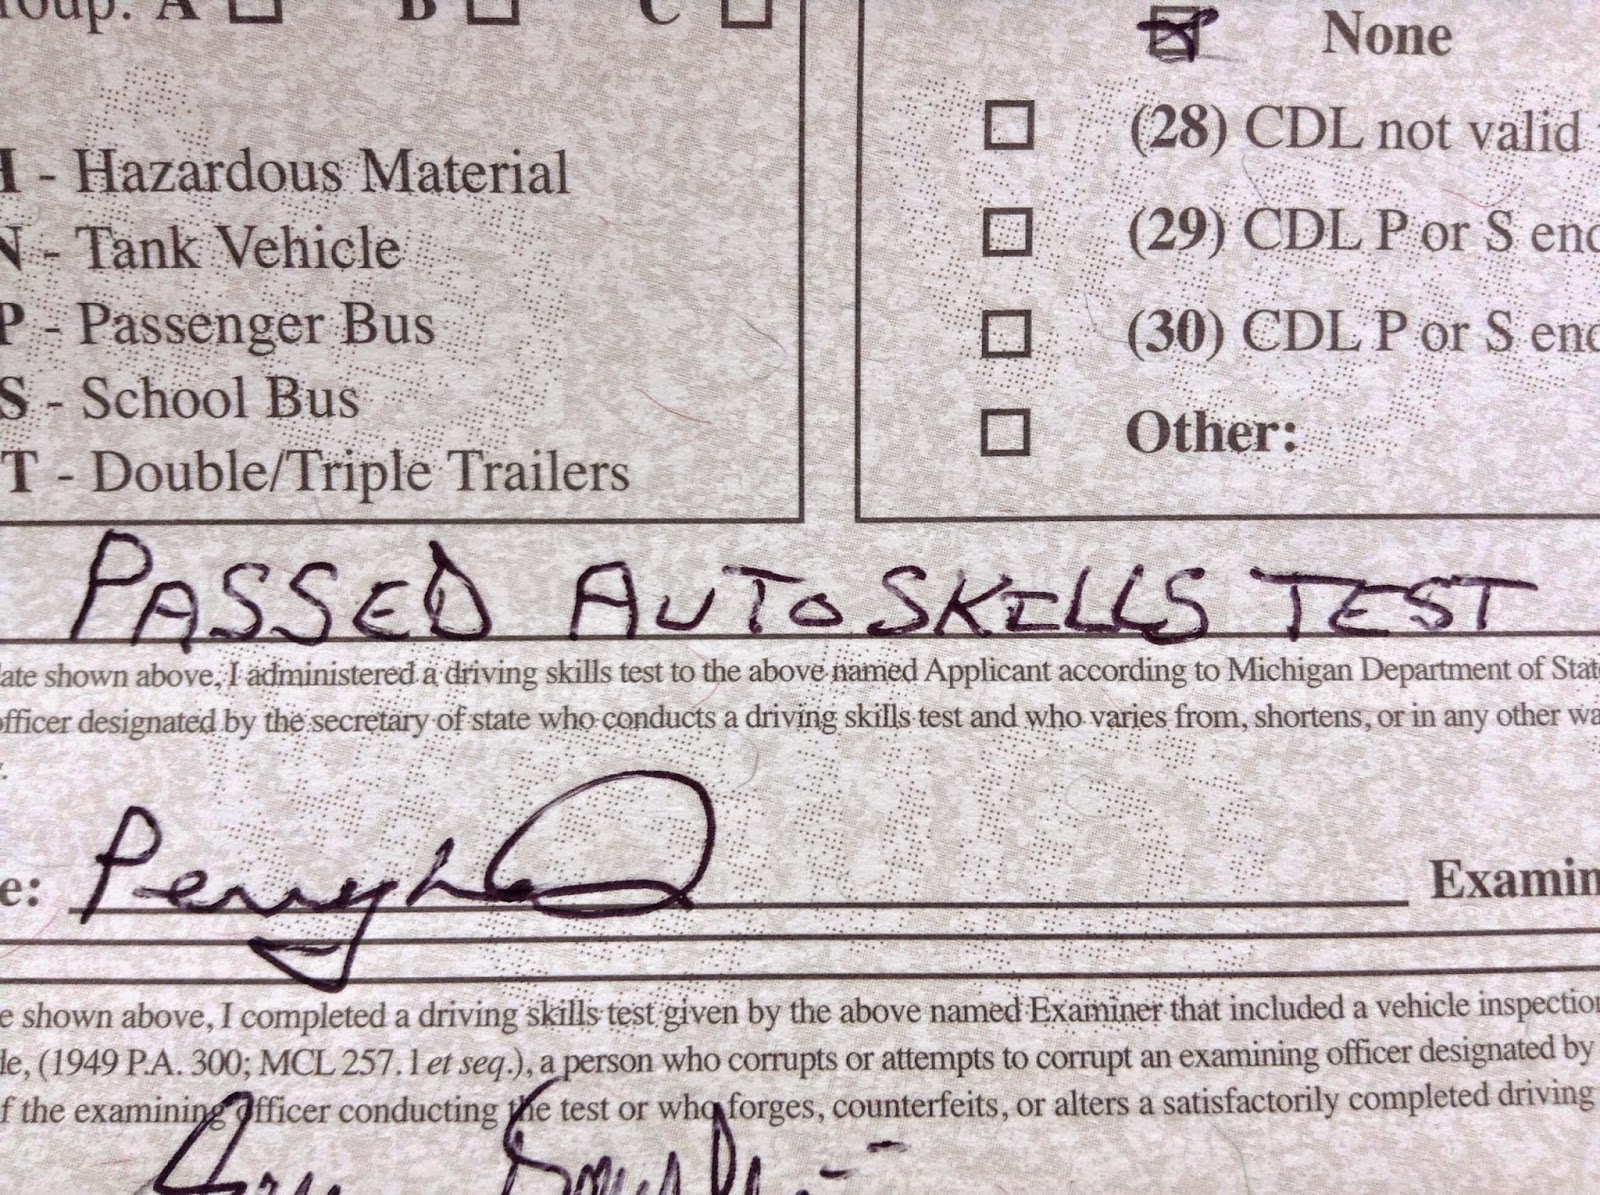 oup: A B C
None
(28) CDL not valid
H - Hazardous Material
(29) CDL P or S end
N - Tank Vehicle
(30) CDL P or S end
P - Passenger Bus
Other:
S - School Bus
T - Double/Triple Trailers
PASSED AUTO SKILLS TEST
ate shown above, I administered a driving skills test to the above named Applicant according to Michigan Department of State
officer designated by the secretary of state who conducts a driving skills test and who varies from, shortens, or in any other wa
e: Perry Examin
e shown above, I completed a driving skills test given by the above named Examiner that included a vehicle inspection
le, (1949 P.A. 300; MCL 257.1 et seq.), a person who corrupts or attempts to corrupt an examining officer designated by
f the examining officer conducting the test or who forges, counterfeits, or alters a satisfactorily completed driving